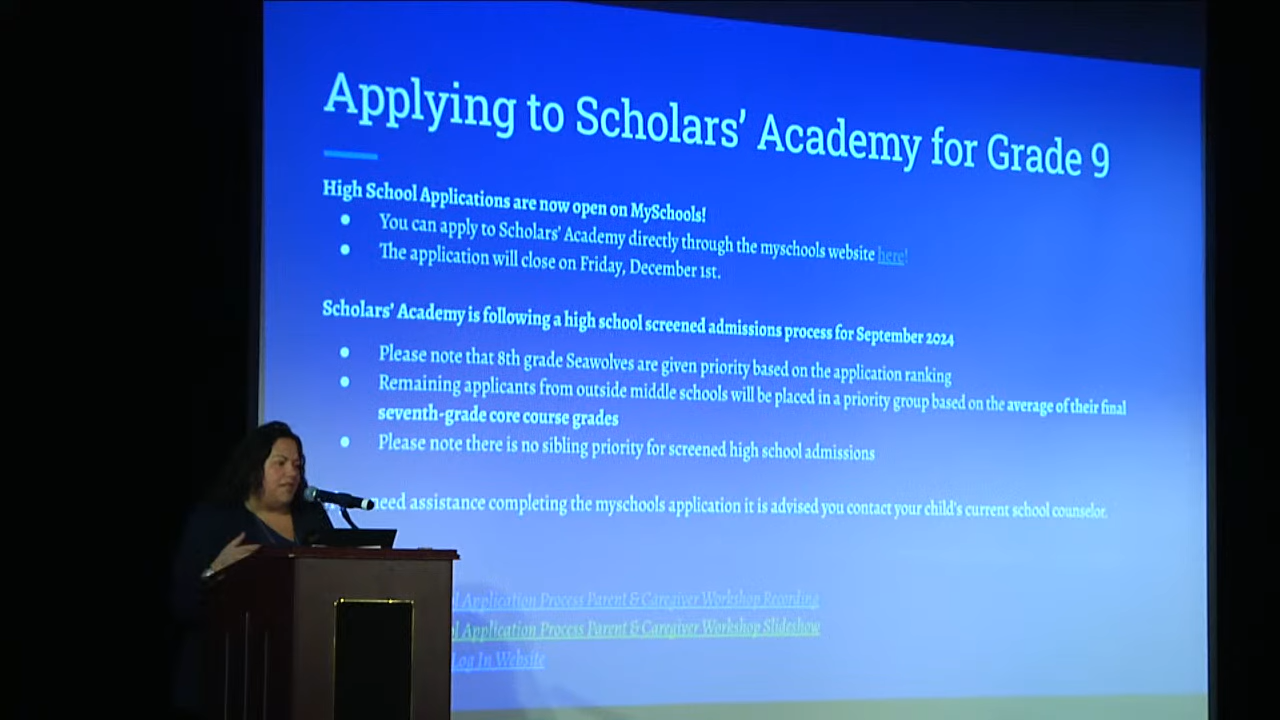 Applying to Scholars' Academy for Grade 9
High School Applications are now open on MySchools!
● You can apply to Scholars' Academy directly through the myschools website here!
● The application will close on Friday, December 1st.
Scholars' Academy is following a high school screened admissions process for September 2024
● Please note that 8th grade Seawolves are given priority based on the application ranking
● Remaining applicants from outside middle schools will be placed in a priority group based on the average of their final
seventh-grade core course grades
● Please note there is no sibling priority for screened high school admissions
need assistance completing the myschools application it is advised you contact your child's current school counselor.
Application Process Parent & Caregiver Workshop Recording
Application Process Parent & Caregiver Workshop Slideshow
Log In Website